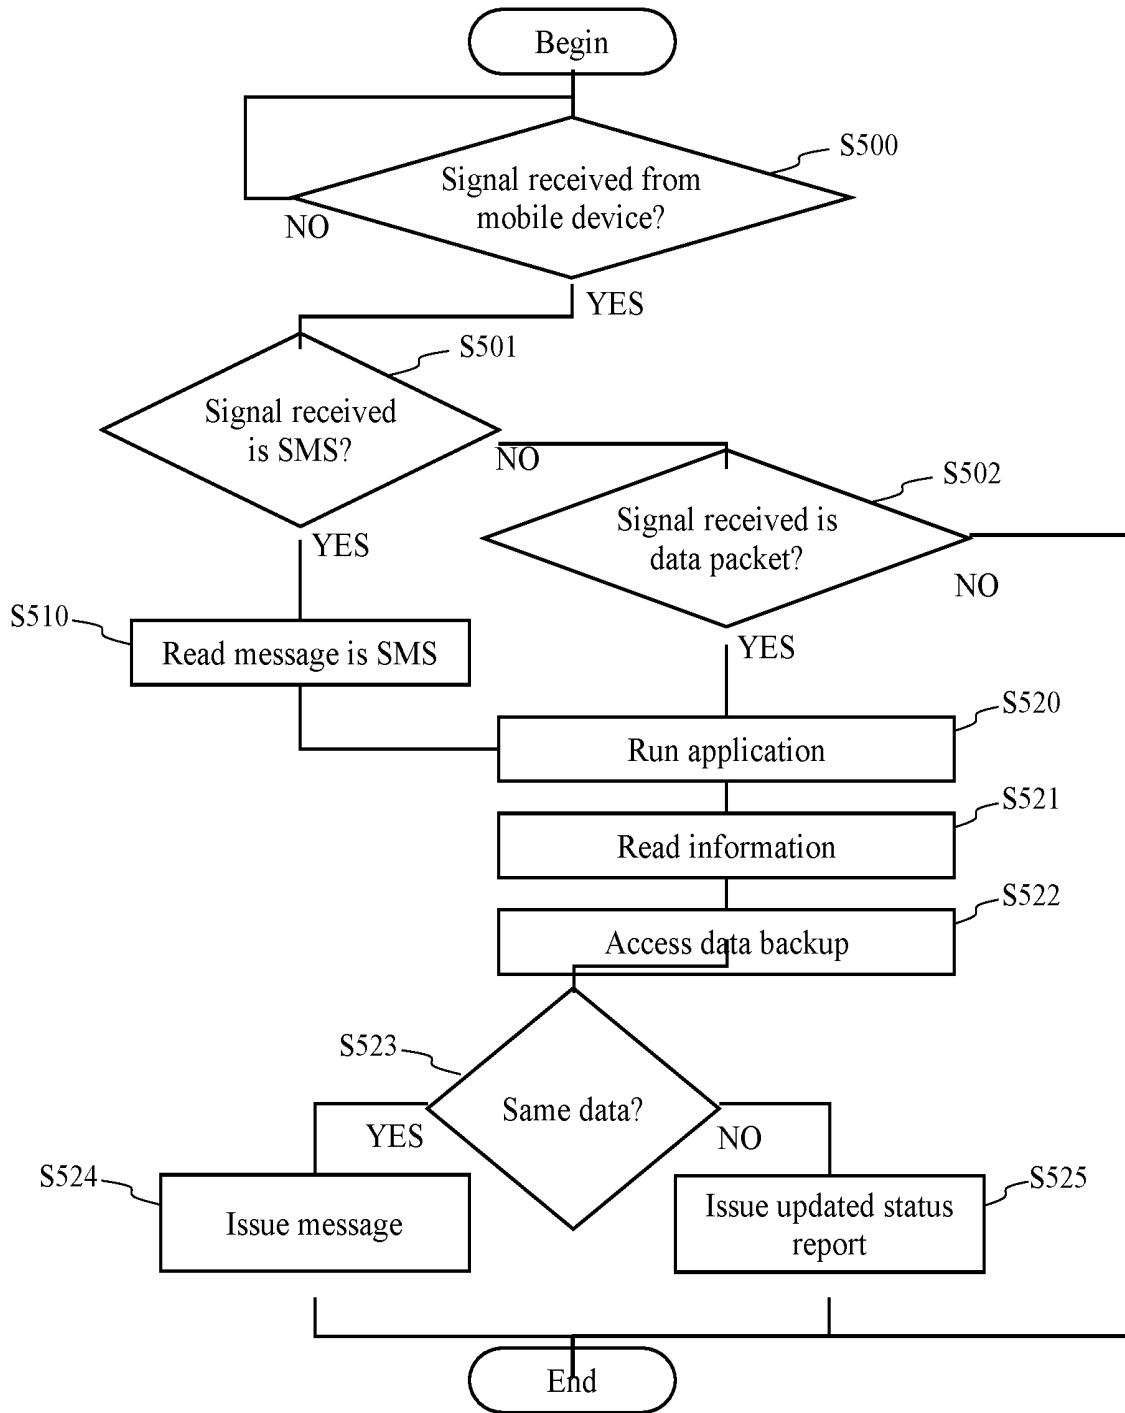 Begin
S500
Signal received from
mobile device?
NO
YES
S501
Signal received
is SMS?
NO
S502
Signal received is
data packet?
YES
NO
S510
Read message is SMS
YES
S520
Run application
S521
Read information
S522
Access data backup
S523
Same data?
YES
NO
S524
Issue message
S525
Issue updated status
report
End